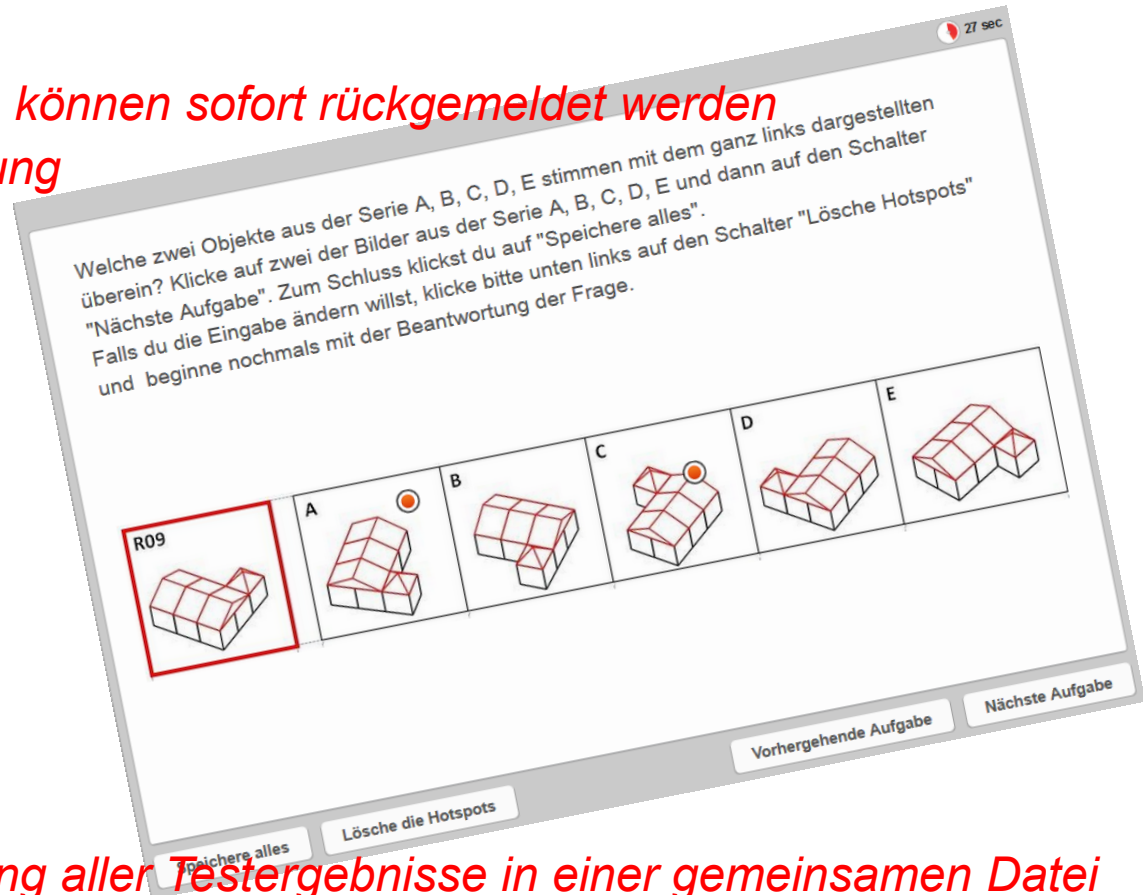 27 sec
können sofort rückgemeldet werden
ung
Welche zwei Objekte aus der Serie A, B, C, D, E stimmen mit dem ganz links dargestellten
überein? Klicke auf zwei der Bilder aus der Serie A, B, C, D, E und dann auf den Schalter
"Nächste Aufgabe". Zum Schluss klickst du auf "Speichere alles".
Falls du die Eingabe ändern willst, klicke bitte unten links auf den Schalter "Lösche Hotspots"
und beginne nochmals mit der Beantwortung der Frage.
R09
A
B
C
D
E
Speichere alles
Lösche die Hotspots
Vorhergehende Aufgabe
Nächste Aufgabe
ng aller Testergebnisse in einer gemeinsamen Datei